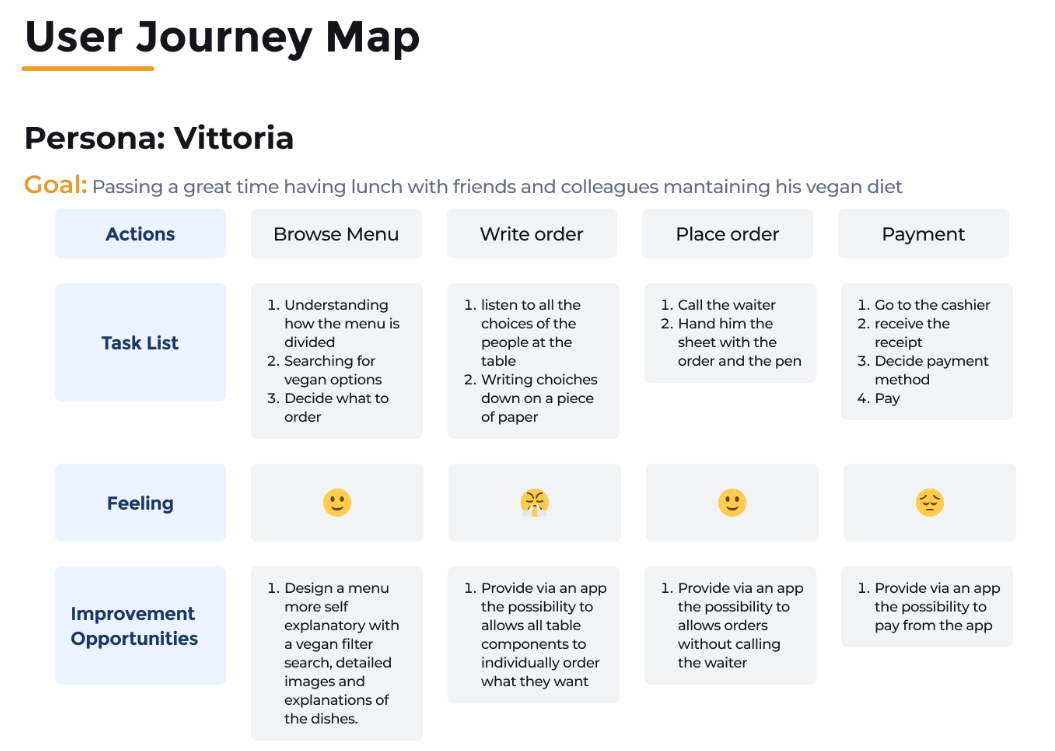 User Journey Map
Persona: Vittoria
Goal: Passing a great time having lunch with friends and colleagues mantaining his vegan diet
Actions
Browse Menu
Write order
Place order
Payment
Task List
1. Understanding
how the menu is
divided
2. Searching for
vegan options
3. Decide what to
order
1. listen to all the
choices of the
people at the
table
2. Writing choiches
down on a piece
of paper
1. Call the waiter
2. Hand him the
sheet with the
order and the pen
1. Go to the cashier
2. receive the
receipt
3. Decide payment
method
4. Pay
Feeling
Improvement
Opportunities
1. Design a menu
more self
explanatory with
a vegan filter
search, detailed
images and
explanations of
the dishes.
1. Provide via an app
the possibility to
allows all table
components to
individually order
what they want
1. Provide via an app
the possibility to
allows orders
without calling
the waiter
1. Provide via an app
the possibility to
pay from the app